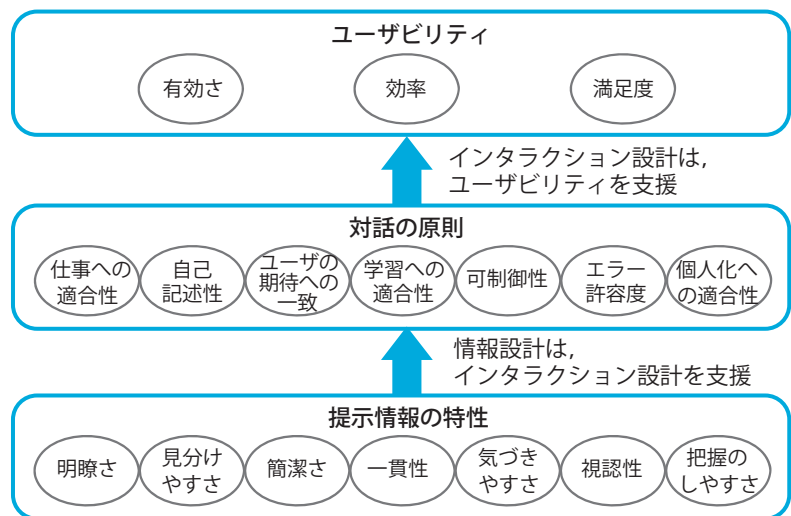 ユーザビリティ
有効さ
効率
満足度
インタラクション設計は,
ユーザビリティを支援
対話の原則
仕事への
適合性
自己
記述性
ユーザの
期待への
一致
学習への
適合性
可制御性
エラー
許容度
個人化へ
の適合性
情報設計は,
インタラクション設計を支援
提示情報の特性
明瞭さ
見分け
やすさ
簡潔さ
一貫性
気づき
やすさ
視認性
把握の
しやすさ